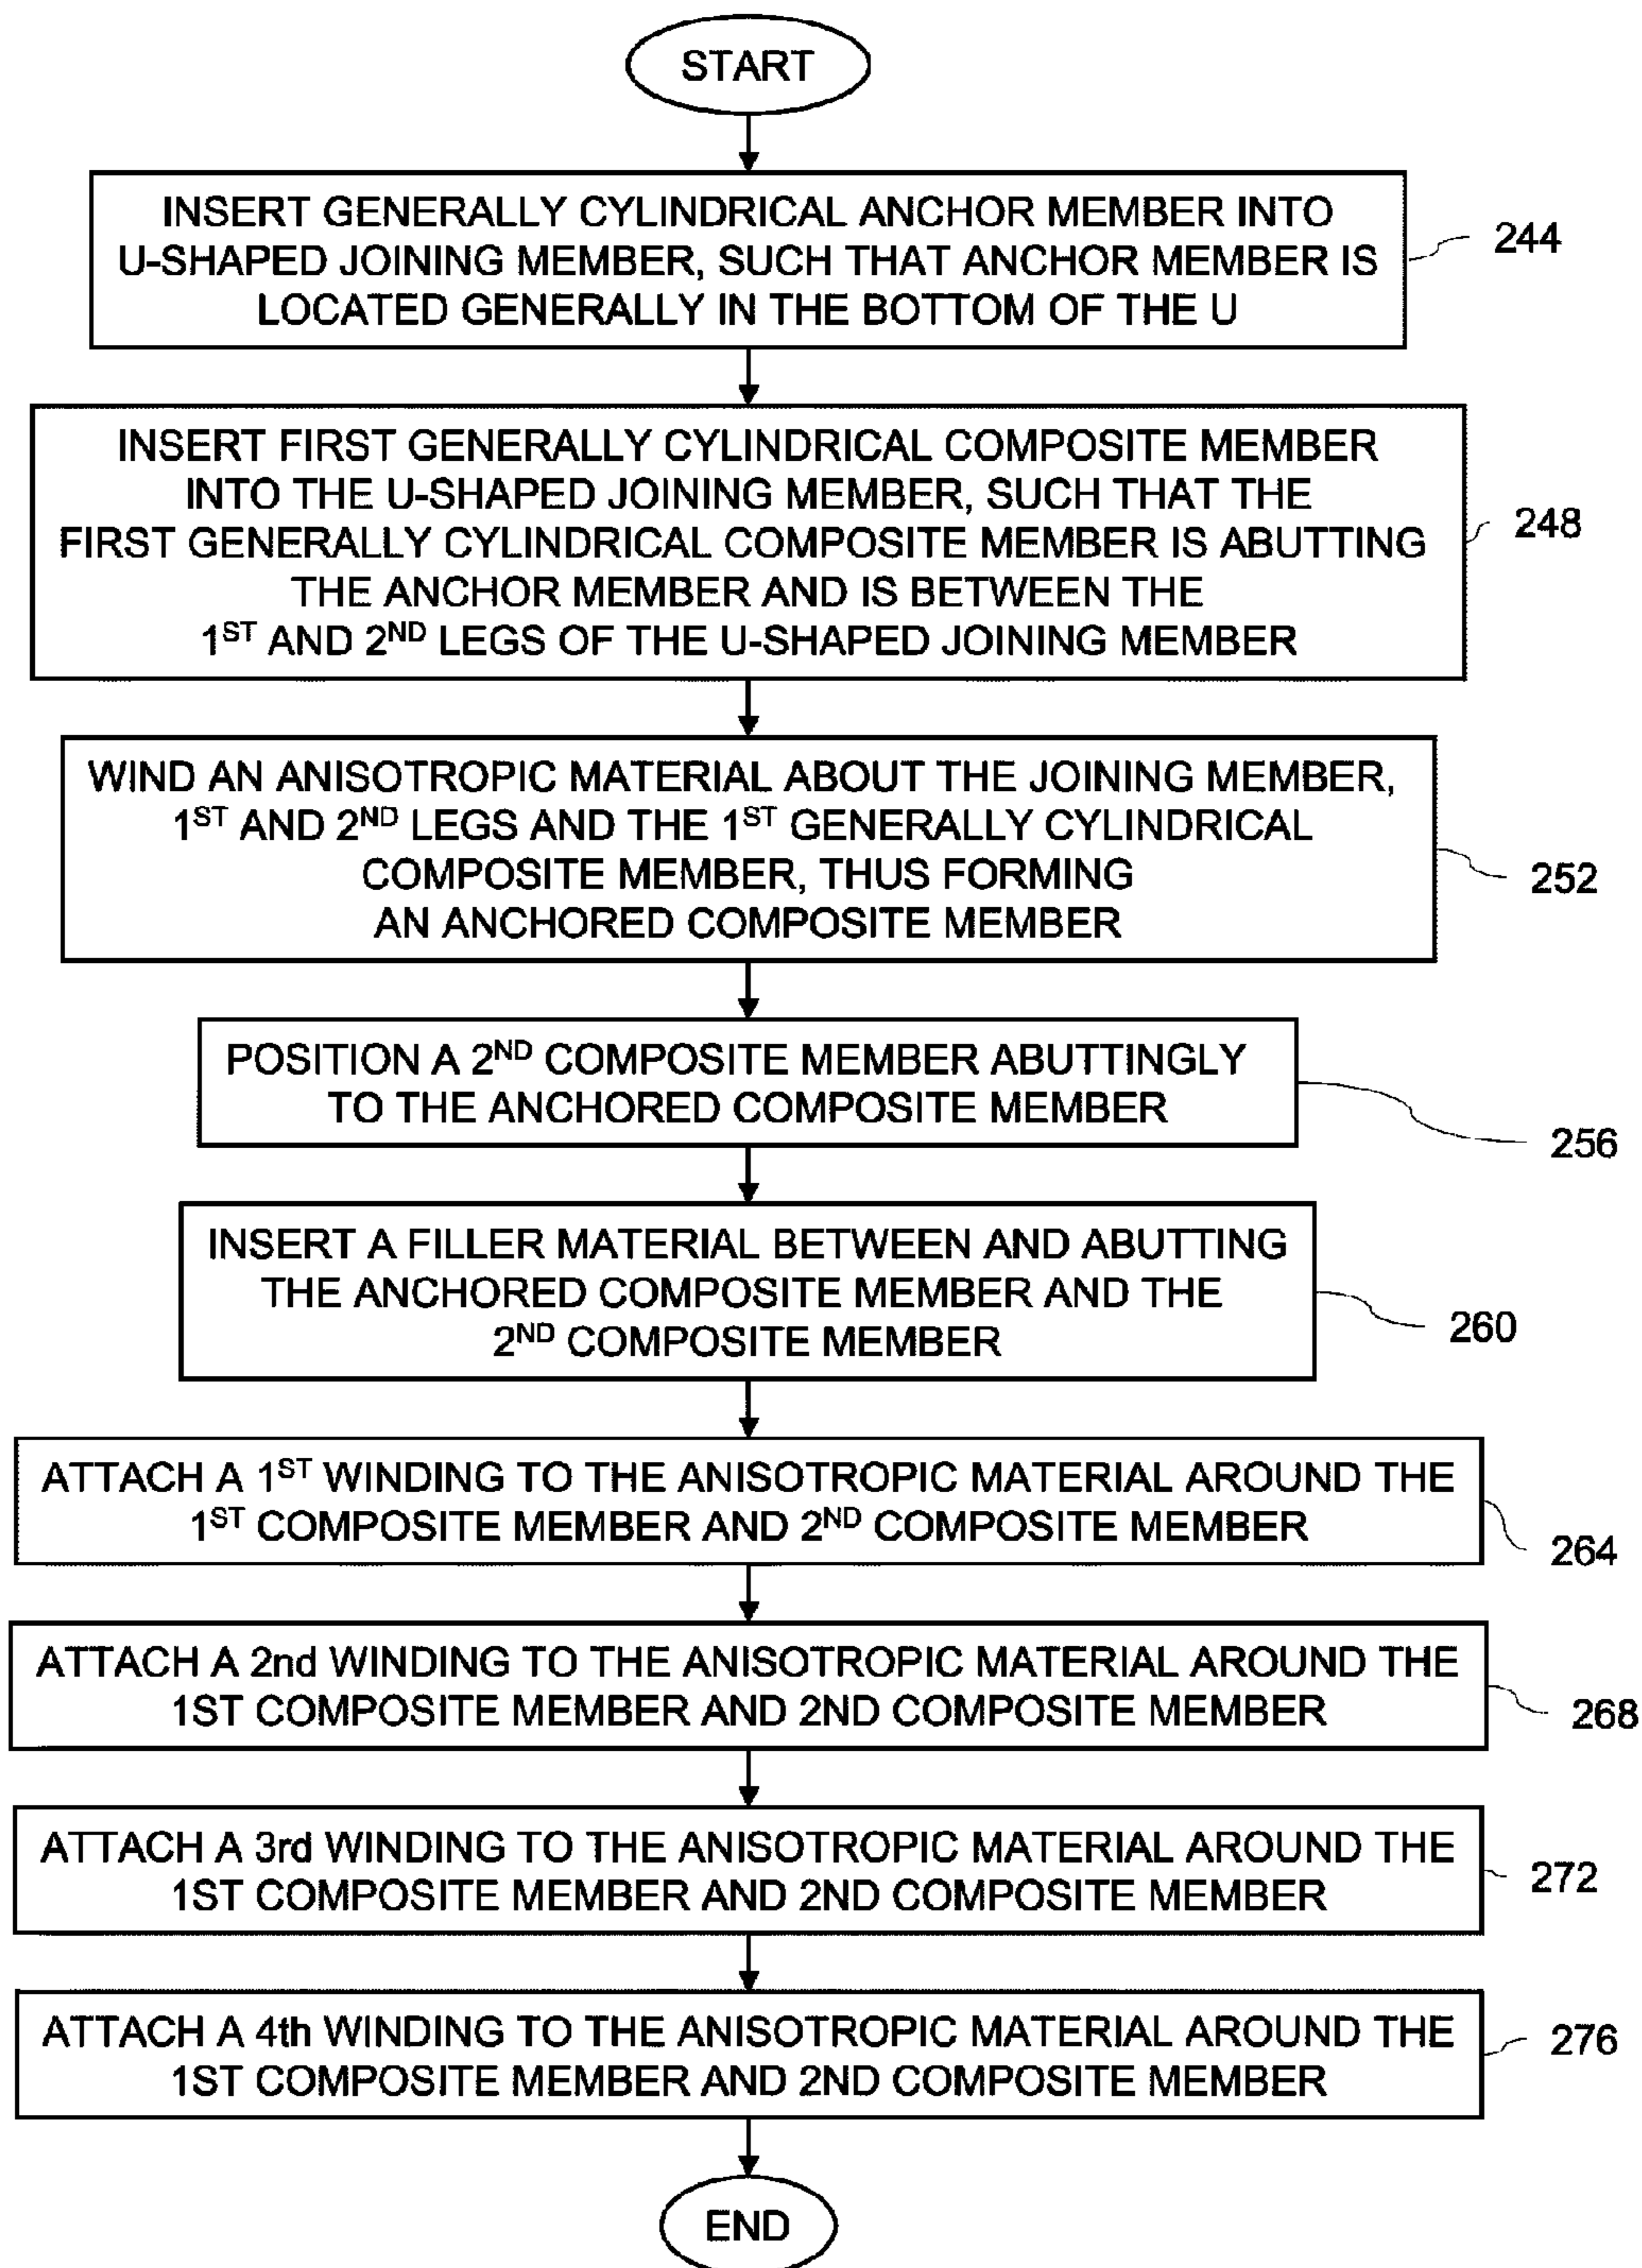 START
INSERT GENERALLY CYLINDRICAL ANCHOR MEMBER INTO
U-SHAPED JOINING MEMBER, SUCH THAT ANCHOR MEMBER IS
LOCATED GENERALLY IN THE BOTTOM OF THE U
244
INSERT FIRST GENERALLY CYLINDRICAL COMPOSITE MEMBER
INTO THE U-SHAPED JOINING MEMBER, SUCH THAT THE
FIRST GENERALLY CYLINDRICAL COMPOSITE MEMBER IS ABUTTING
THE ANCHOR MEMBER AND IS BETWEEN THE
1ST AND 2ND LEGS OF THE U-SHAPED JOINING MEMBER
248
WIND AN ANISOTROPIC MATERIAL ABOUT THE JOINING MEMBER,
1ST AND 2ND LEGS AND THE 1ST GENERALLY CYLINDRICAL
COMPOSITE MEMBER, THUS FORMING
AN ANCHORED COMPOSITE MEMBER
252
POSITION A 2ND COMPOSITE MEMBER ABUTTINGLY
TO THE ANCHORED COMPOSITE MEMBER
256
INSERT A FILLER MATERIAL BETWEEN AND ABUTTING
THE ANCHORED COMPOSITE MEMBER AND THE
2ND COMPOSITE MEMBER
260
ATTACH A 1ST WINDING TO THE ANISOTROPIC MATERIAL AROUND THE
1ST COMPOSITE MEMBER AND 2ND COMPOSITE MEMBER
264
ATTACH A 2nd WINDING TO THE ANISOTROPIC MATERIAL AROUND THE
1ST COMPOSITE MEMBER AND 2ND COMPOSITE MEMBER
268
ATTACH A 3rd WINDING TO THE ANISOTROPIC MATERIAL AROUND THE
1ST COMPOSITE MEMBER AND 2ND COMPOSITE MEMBER
272
ATTACH A 4th WINDING TO THE ANISOTROPIC MATERIAL AROUND THE
1ST COMPOSITE MEMBER AND 2ND COMPOSITE MEMBER
276
END